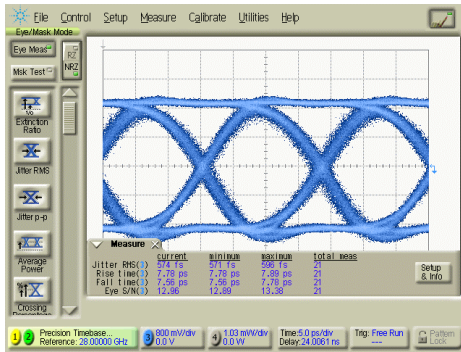 File Control Setup Measure Calibrate Utilities Help
Eye/Mask Mode
Eye Meas
RZ
NRZ
Msk Test
Extinction
Ratio
Jitter RMS
Jitter p-p
Average
Power
Crossing
Measure
current minimum maximum total meas
Jitter RMS(3) 574 fs 571 fs 596 fs 21
Rise time(3) 7.78 ps 7.78 ps 7.89 ps 21
Fall time(3) 7.56 ps 7.56 ps 7.78 ps 21
Eye S/N(3) 12.96 12.89 13.38 21
Setup
& Info
1 2 Precision Timebase...
Reference: 28.00000 GHz
3 800 mV/div
0.0 V
4 1.03 mW/div
0.0 W
Time:5.0 ps/div
Delay:24.0061 ns
Trig: Free Run
---
Pattern
Lock